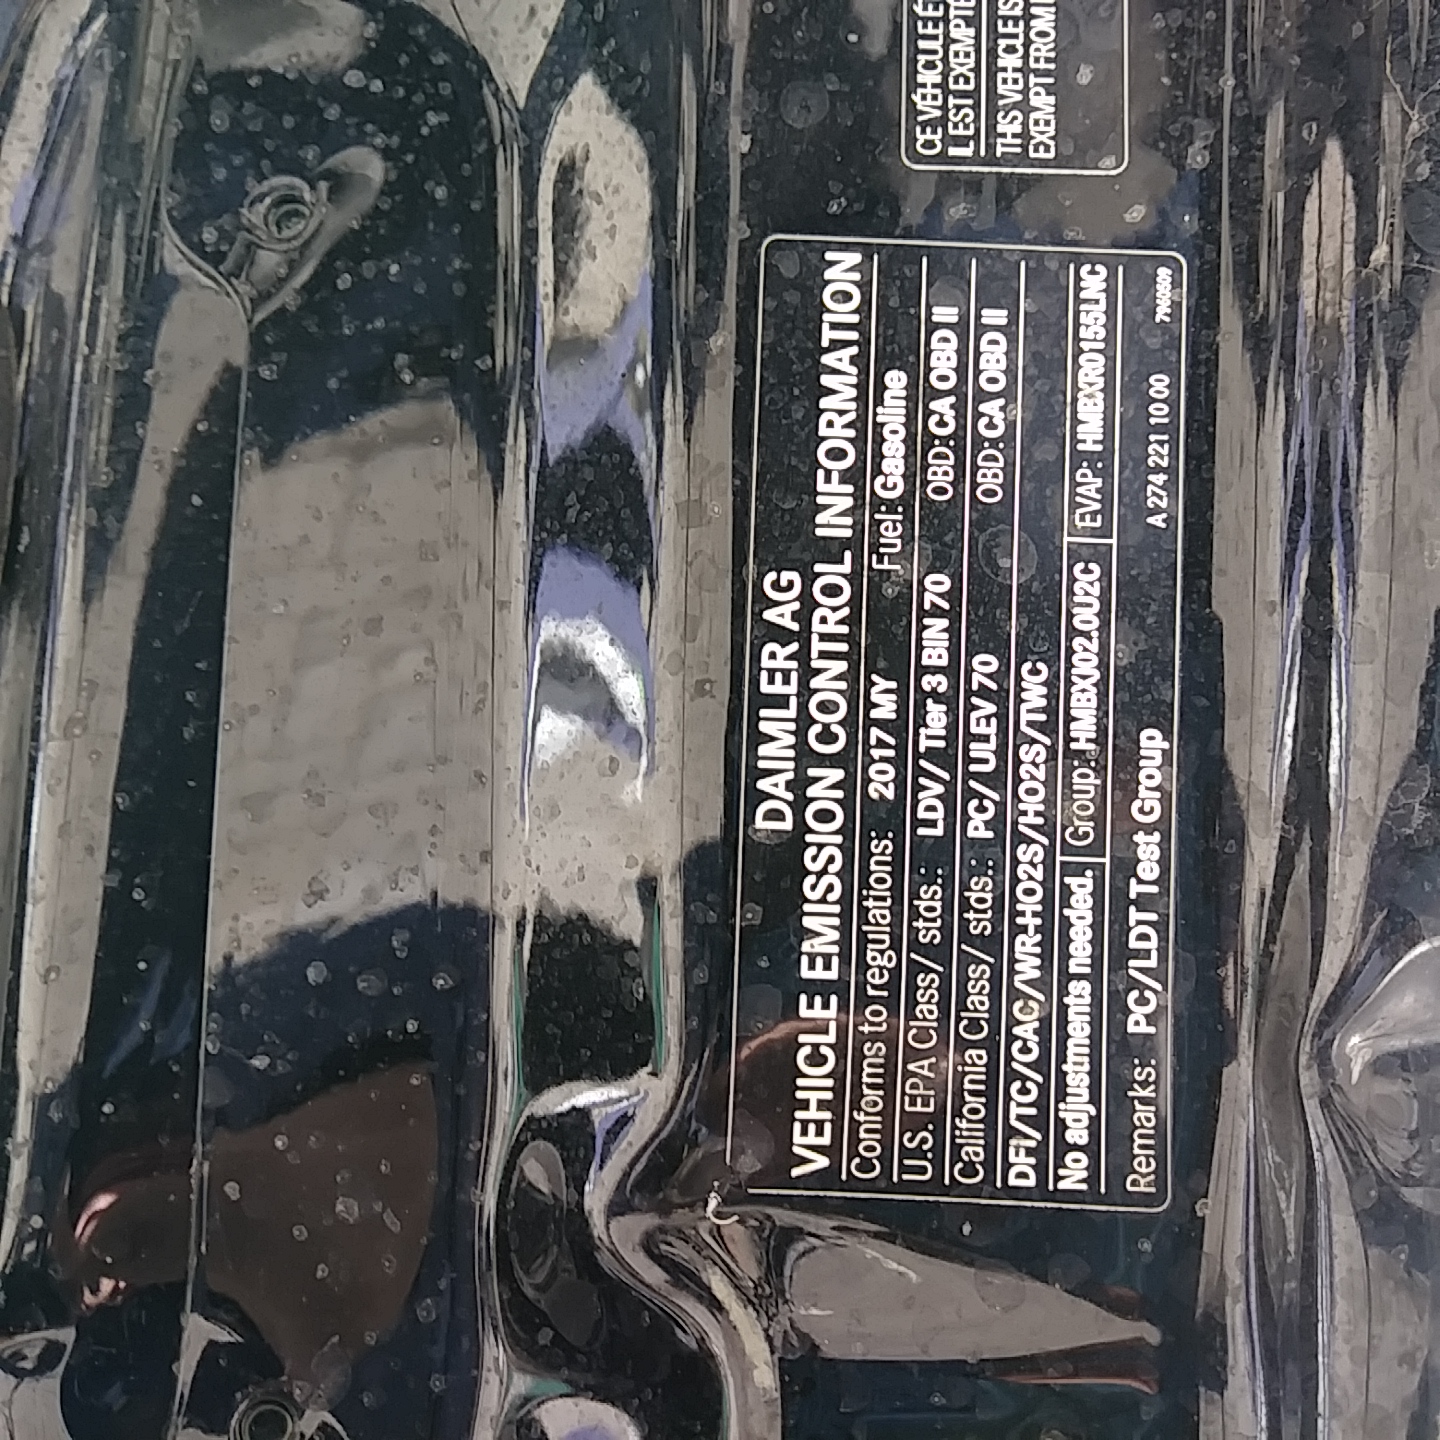 DAIMLER AG
VEHICLE EMISSION CONTROL INFORMATION
Conforms to regulations: 2017 MY Fuel: Gasoline
U.S. EPA Class/ stds.: LDV/ Tier 3 BIN 70 OBD: CA OBD II
California Class/ stds.: PC/ ULEV 70 OBD: CA OBD II
DFI/TC/CAC/WR-HO2S/HO2S/TWC
No adjustments needed. Group: HMBXJ02.0U2C EVAP: HMBXR0155LNC
Remarks: PC/LDT Test Group A 274 221 10 00 7960509
CE VÉHICULE
EST EXEMPTÉ
THIS VEHICLE IS
EXEMPT FROM